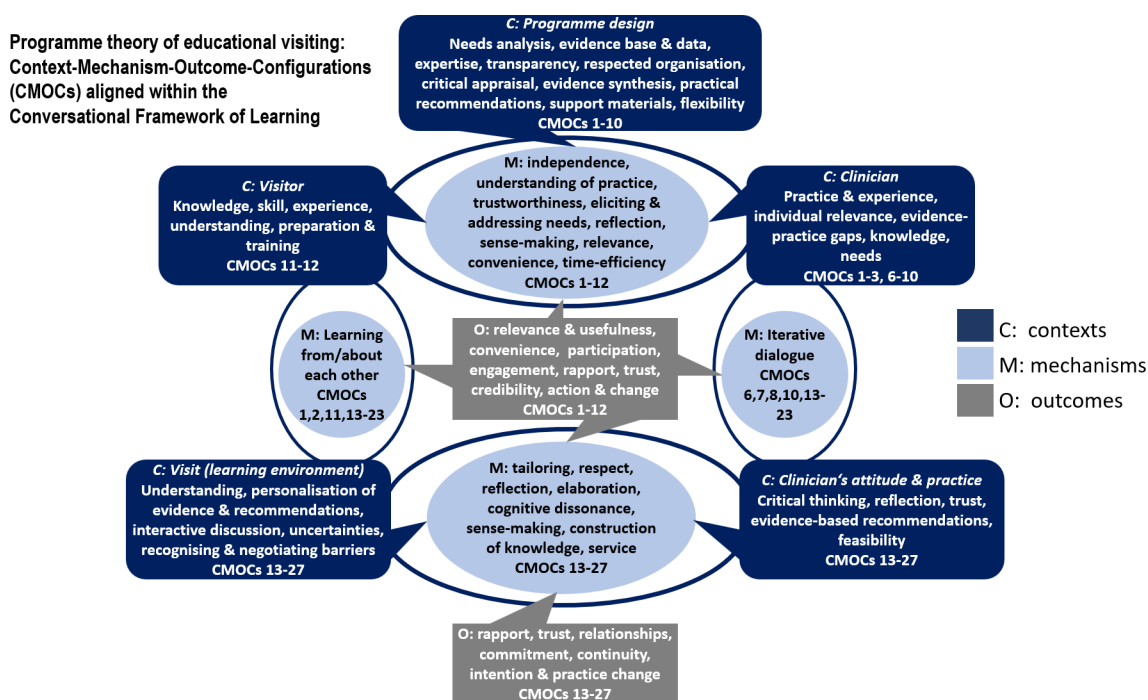 Programme theory of educational visiting:
Context-Mechanism-Outcome-Configurations
(CMOCs) aligned within the
Conversational Framework of Learning
C: Programme design
Needs analysis, evidence base & data,
expertise, transparency, respected organisation,
critical appraisal, evidence synthesis, practical
recommendations, support materials, flexibility
CMOCs 1-10
C: Visitor
Knowledge, skill, experience,
understanding, preparation &
training
CMOCs 11-12
M: independence,
understanding of practice,
trustworthiness, eliciting &
addressing needs, reflection,
sense-making, relevance,
convenience, time-efficiency
CMOCs 1-12
C: Clinician
Practice & experience,
individual relevance, evidence-
practice gaps, knowledge,
needs
CMOCs 1-3, 6-10
M: Learning
from/about
each other
CMOCs
1,2,11,13-23
O: relevance & usefulness,
convenience, participation,
engagement, rapport, trust,
credibility, action & change
CMOCs 1-12
M: Iterative
dialogue
CMOCs
6,7,8,10,13-
23
C: contexts
M: mechanisms
O: outcomes
C: Visit (learning environment)
Understanding, personalisation of
evidence & recommendations,
interactive discussion, uncertainties,
recognising & negotiating barriers
CMOCs 13-27
M: tailoring, respect,
reflection, elaboration,
cognitive dissonance,
sense-making, construction
of knowledge, service
CMOCs 13-27
C: Clinician's attitude & practice
Critical thinking, reflection, trust,
evidence-based recommendations,
feasibility
CMOCs 13-27
O: rapport, trust, relationships,
commitment, continuity,
intention & practice change
CMOCs 13-27